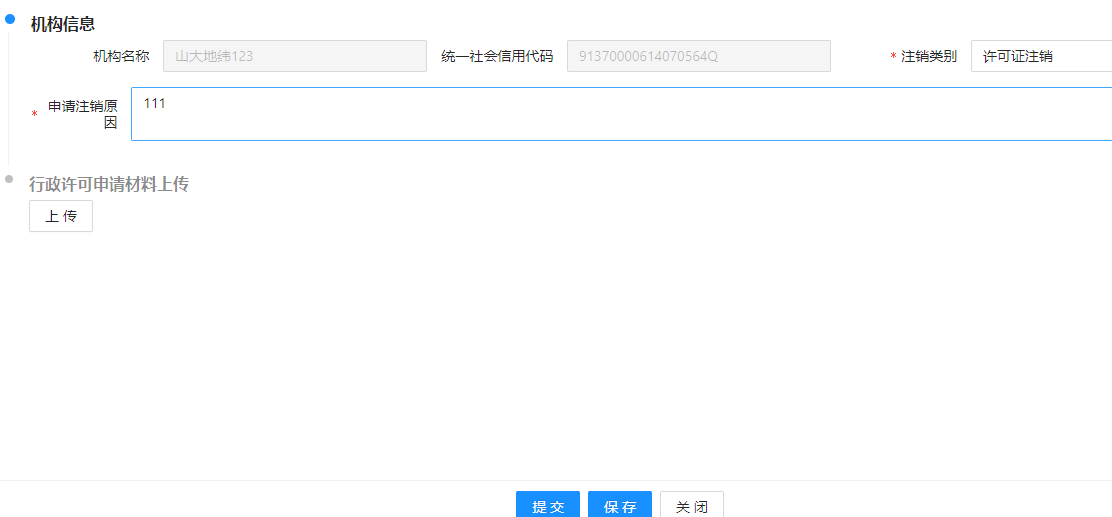 机构信息
机构名称 山大地纬123 统一社会信用代码 91370000614070564Q * 注销类别 许可证注销
* 申请注销原因 111
行政许可申请材料上传
上 传
提 交 保 存 关 闭